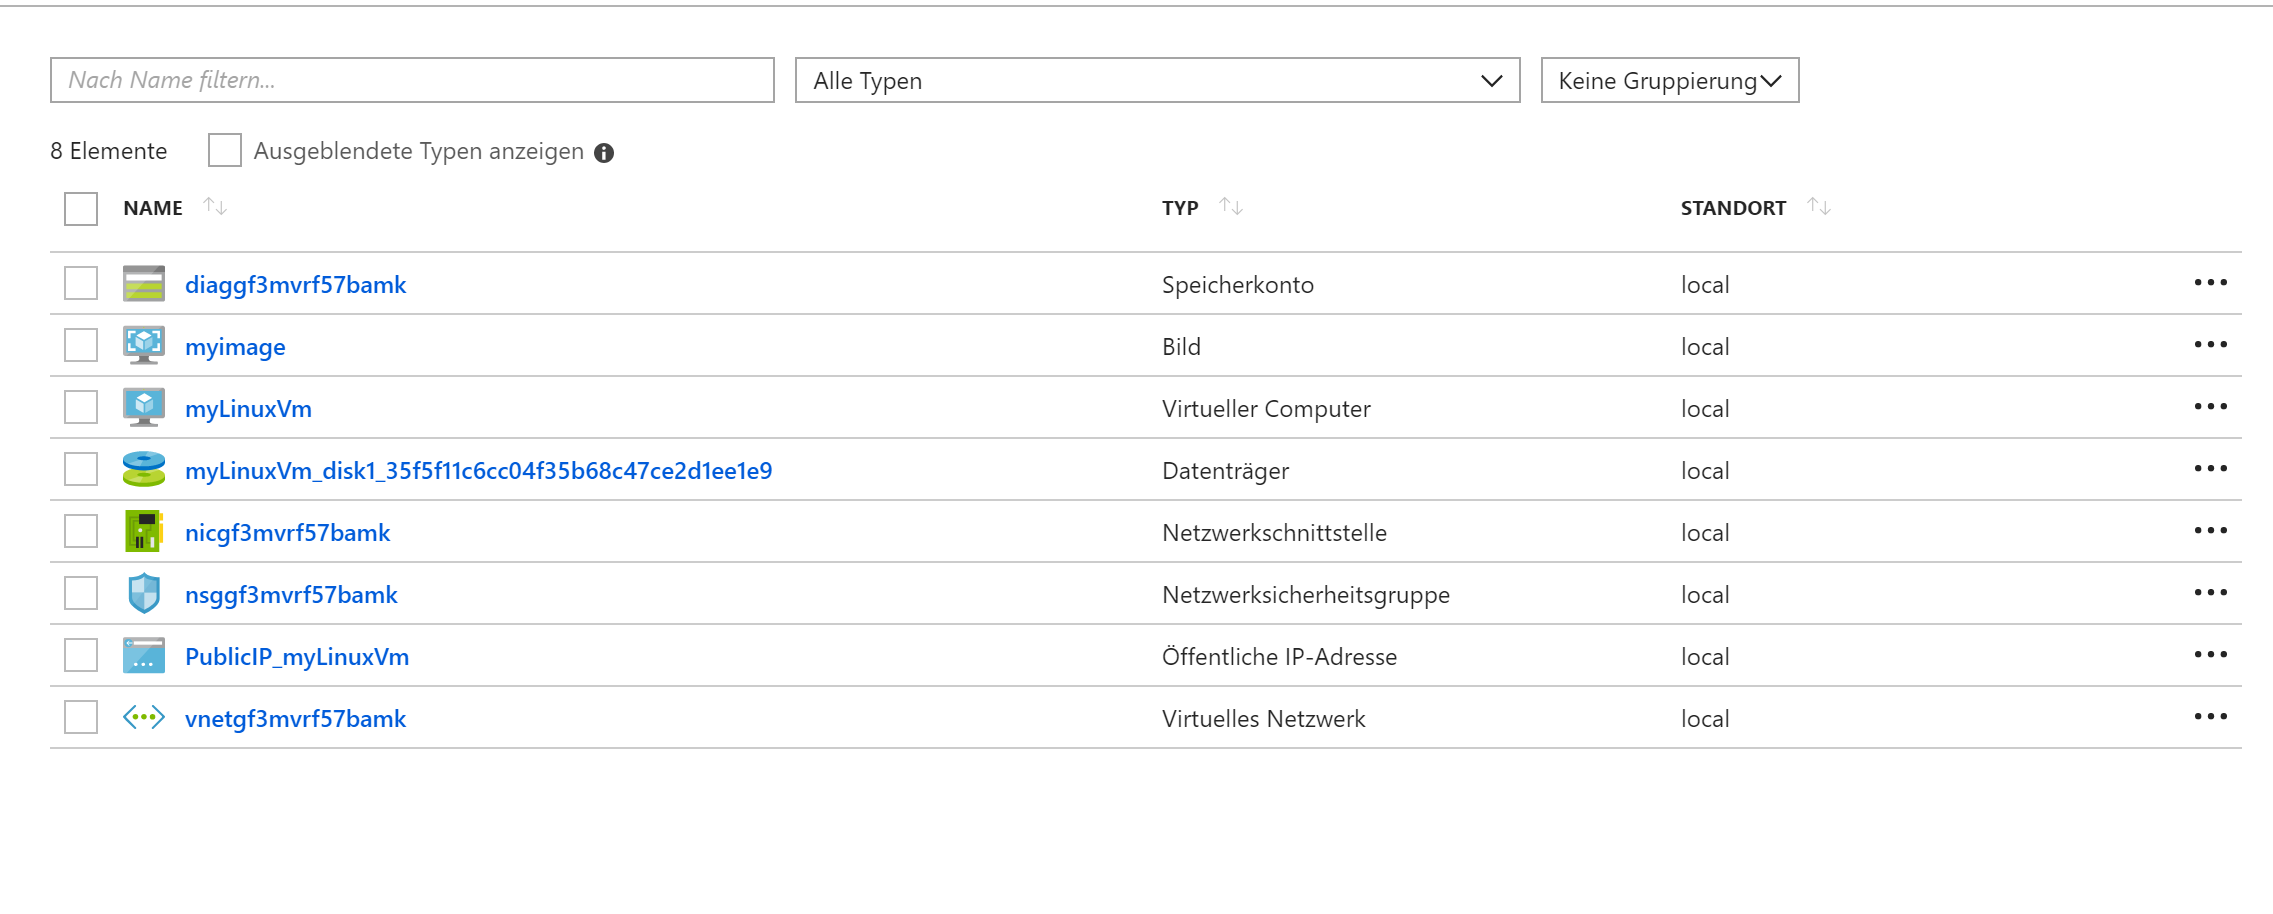 Nach Name filtern...
Alle Typen
Keine Gruppierung
8 Elemente
Ausgeblendete Typen anzeigen
NAME TYP STANDORT
diaggf3mvrf57bamk Speicherkonto local
myimage Bild local
myLinuxVm Virtueller Computer local
myLinuxVm_disk1_35f5f11c6cc04f35b68c47ce2d1ee1e9 Datenträger local
nicgf3mvrf57bamk Netzwerkschnittstelle local
nsggf3mvrf57bamk Netzwerksicherheitsgruppe local
PublicIP_myLinuxVm Öffentliche IP-Adresse local
vnetgf3mvrf57bamk Virtuelles Netzwerk local